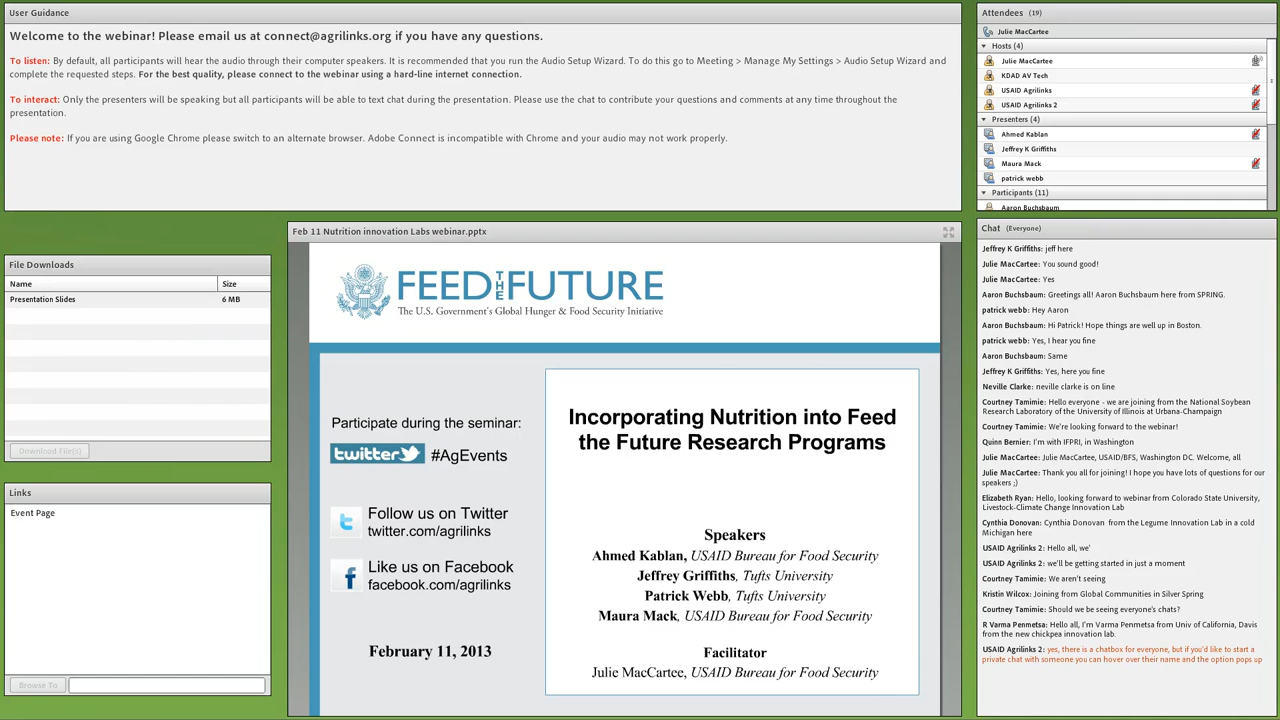 User Guidance
Welcome to the webinar! Please email us at connect@agrilinks.org if you have any questions.
To listen: By default, all participants will hear the audio through their computer speakers. It is recommended that you run the Audio Setup Wizard. To do this go to Meeting > Manage My Settings > Audio Setup Wizard and
complete the requested steps. For the best quality, please connect to the webinar using a hard-line internet connection.
To interact: Only the presenters will be speaking but all participants will be able to text chat during the presentation. Please use the chat to contribute your questions and comments at any time throughout the
presentation.
Please note: If you are using Google Chrome please switch to an alternate browser. Adobe Connect is incompatible with Chrome and your audio may not work properly.
Attendees (19)
Julie MacCartee
Hosts (4)
Julie MacCartee
KDAD AV Tech
USAID Agrilinks
USAID Agrilinks 2
Presenters (4)
Ahmed Kablan
Jeffrey K Griffiths
Maura Mack
patrick webb
Participants (11)
Aaron Buchsbaum
File Downloads
Name Size
Presentation Slides 6 MB
Download File(s)
Links
Event Page
Browse To
Feb 11 Nutrition innovation Labs webinar.pptx
FEED THE FUTURE
The U.S. Government's Global Hunger & Food Security Initiative
Participate during the seminar:
twitter #AgEvents
Follow us on Twitter
twitter.com/agrilinks
Like us on Facebook
facebook.com/agrilinks
February 11, 2013
Incorporating Nutrition into Feed
the Future Research Programs
Speakers
Ahmed Kablan, USAID Bureau for Food Security
Jeffrey Griffiths, Tufts University
Patrick Webb, Tufts University
Maura Mack, USAID Bureau for Food Security
Facilitator
Julie MacCartee, USAID Bureau for Food Security
Chat (Everyone)
Jeffrey K Griffiths: jeff here
Julie MacCartee: You sound good!
Julie MacCartee: Yes
Aaron Buchsbaum: Greetings all! Aaron Buchsbaum here from SPRING.
patrick webb: Hey Aaron
Aaron Buchsbaum: Hi Patrick! Hope things are well up in Boston.
patrick webb: Yes, I hear you fine
Aaron Buchsbaum: Same
Jeffrey K Griffiths: Yes, here you fine
Neville Clarke: neville clarke is on line
Courtney Tamimie: Hello everyone - we are joining from the National Soybean
Research Laboratory of the University of Illinois at Urbana-Champaign
Courtney Tamimie: We're looking forward to the webinar!
Quinn Bernier: I'm with IFPRI, in Washington
Julie MacCartee: Julie MacCartee, USAID/BFS, Washington DC. Welcome, all
Julie MacCartee: Thank you all for joining! I hope you have lots of questions for our
speakers ;)
Elizabeth Ryan: Hello, looking forward to webinar from Colorado State University,
Livestock-Climate Change Innovation Lab
Cynthia Donovan: Cynthia Donovan from the Legume Innovation Lab in a cold
Michigan here
USAID Agrilinks 2: Hello all, we'
USAID Agrilinks 2: we'll be getting started in just a moment
Courtney Tamimie: We aren't seeing
Kristin Wilcox: Joining from Global Communities in Silver Spring
Courtney Tamimie: Should we be seeing everyone's chats?
R Varma Penmetsa: Hello all, I'm Varma Penmetsa from Univ of California, Davis
from the new chickpea innovation lab.
USAID Agrilinks 2: yes, there is a chatbox for everyone, but if you'd like to start a
private chat with someone you can hover over their name and the option pops up